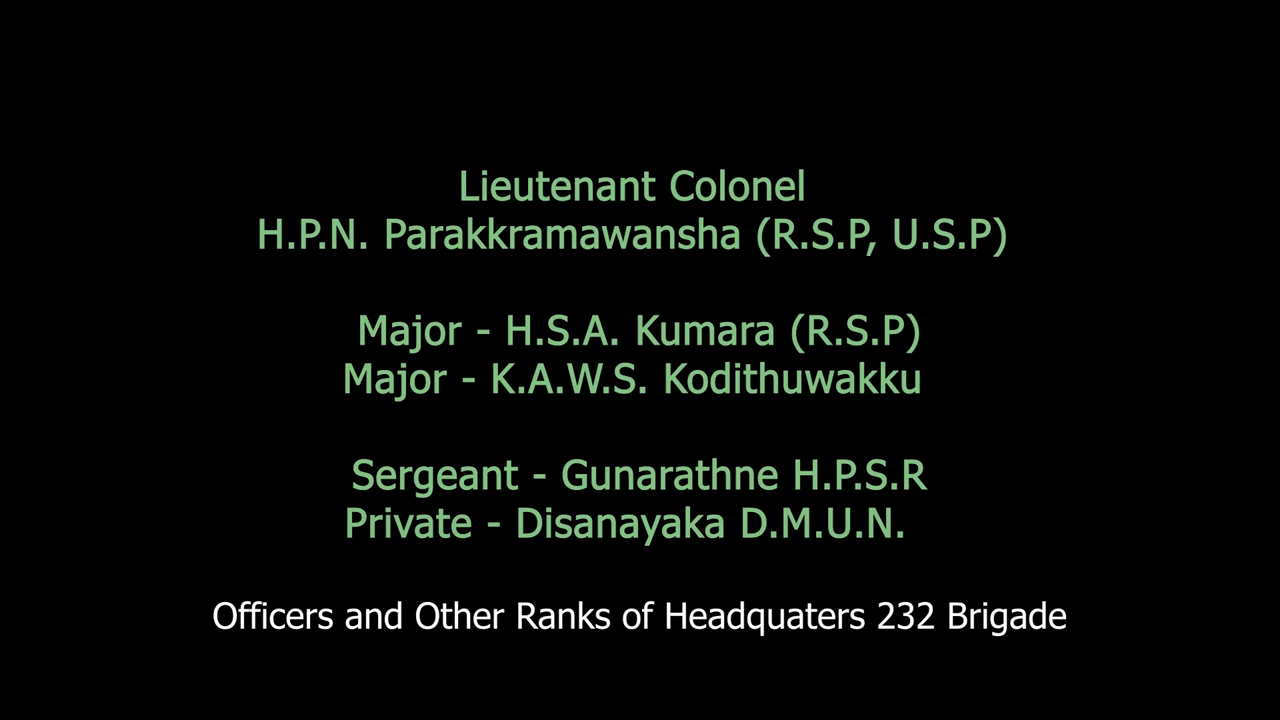 Lieutenant Colonel
H.P.N. Parakkramawansha (R.S.P, U.S.P)
Major - H.S.A. Kumara (R.S.P)
Major - K.A.W.S. Kodithuwakku
Sergeant - Gunarathne H.P.S.R
Private - Disanayaka D.M.U.N.
Officers and Other Ranks of Headquaters 232 Brigade